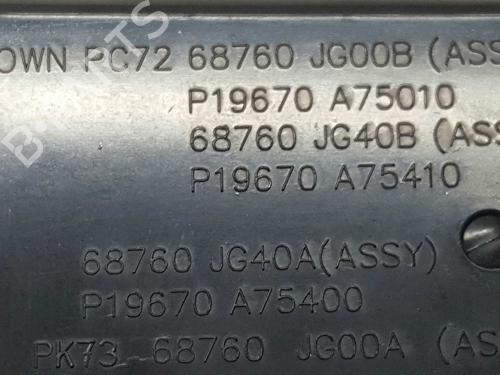 OWN PC72 68760 JG00B (ASS
P19670 A75010
68760 JG40B (ASS
P19670 A75410
68760 JG40A(ASSY)
P19670 A75400
PK73 68760 JG00A (AS